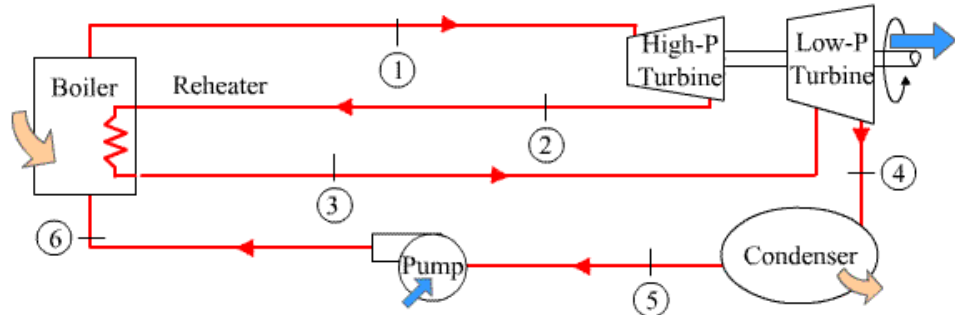 1
High-P
Turbine
Low-P
Turbine
Boiler
Reheater
2
3
4
6
Pump
5
Condenser